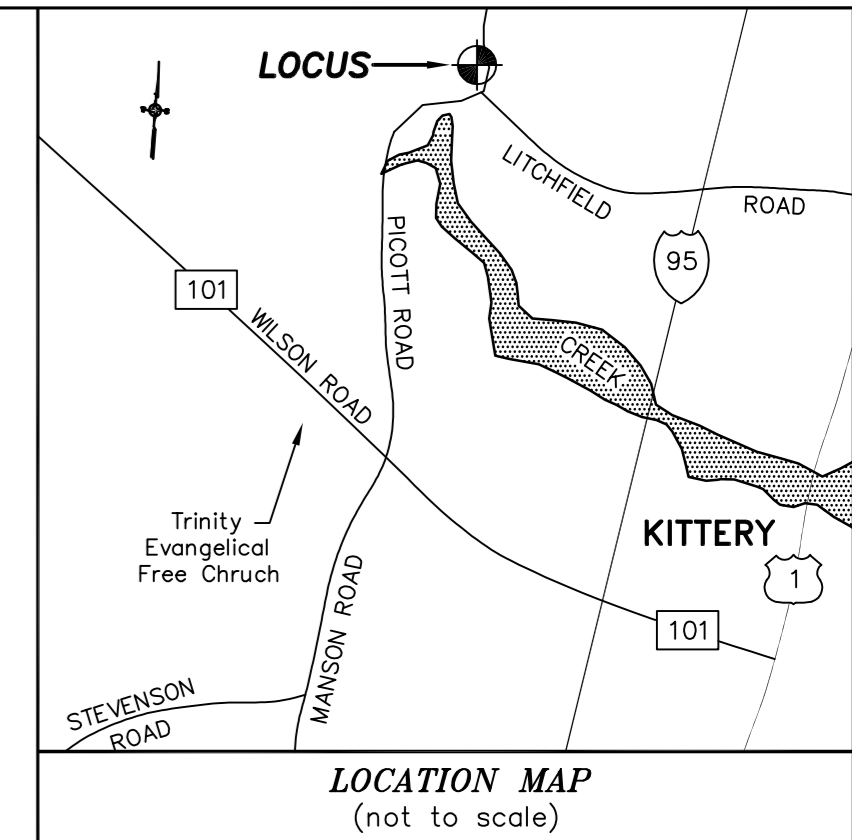 LOCUS
LITCHFIELD
ROAD
95
PICOTT ROAD
101
WILSON ROAD
CREEK
Trinity
Evangelical
Free Chruch
KITTERY
1
MANSON ROAD
101
STEVENSON
ROAD
LOCATION MAP
(not to scale)